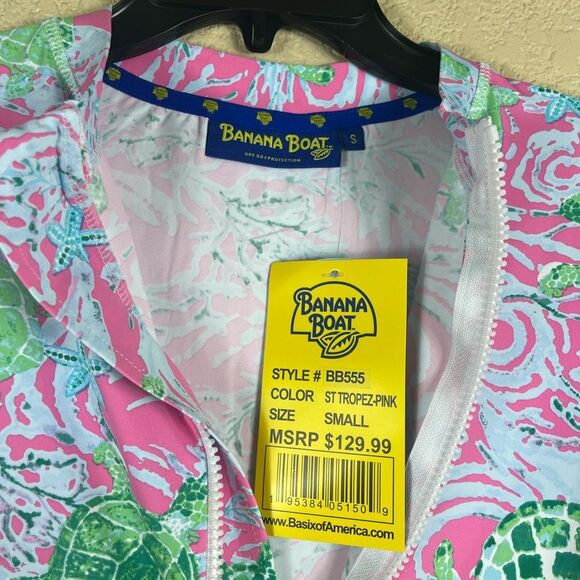 BANANA BOAT™
S
UPF 50+ PROTECTION
BANANA
BOAT.
STYLE # BB555
COLOR ST TROPEZ-PINK
SIZE SMALL
MSRP $129.99
1 95384 05150 9
www.BasixofAmerica.com